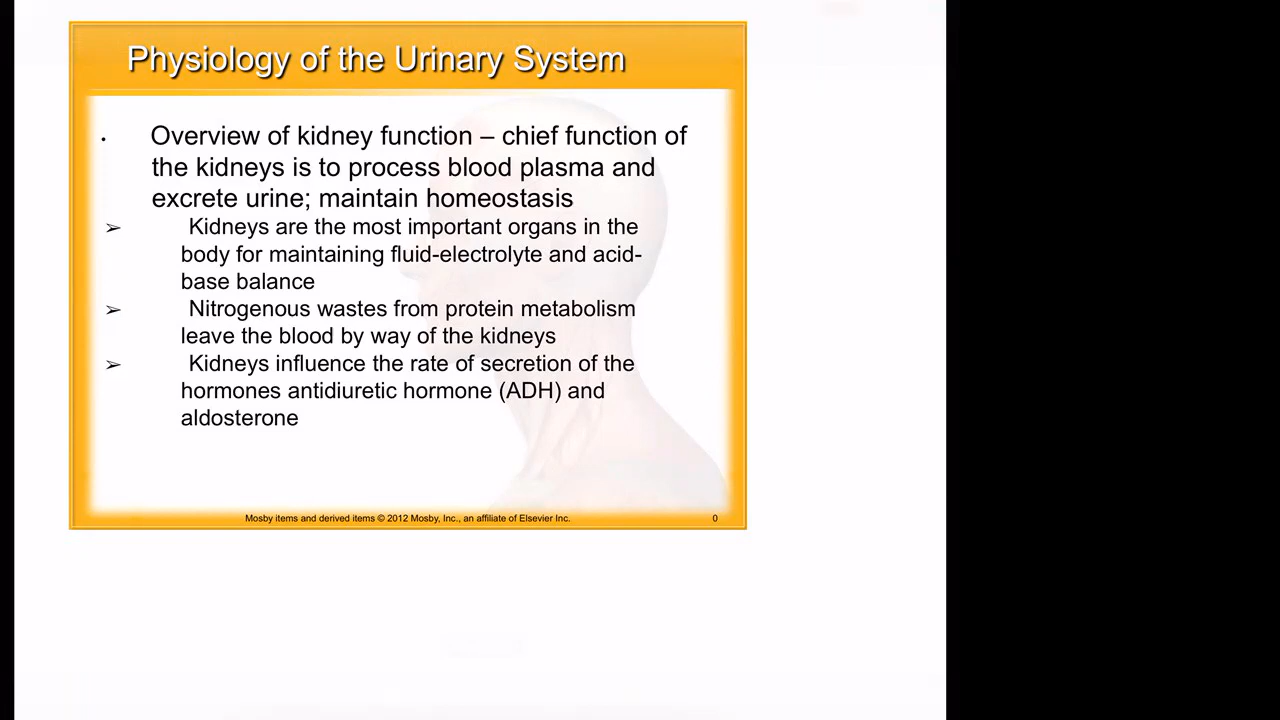 Physiology of the Urinary System
• Overview of kidney function – chief function of
the kidneys is to process blood plasma and
excrete urine; maintain homeostasis
➢ Kidneys are the most important organs in the
body for maintaining fluid-electrolyte and acid-
base balance
➢ Nitrogenous wastes from protein metabolism
leave the blood by way of the kidneys
➢ Kidneys influence the rate of secretion of the
hormones antidiuretic hormone (ADH) and
aldosterone
Mosby items and derived items © 2012 Mosby, Inc., an affiliate of Elsevier Inc. 0